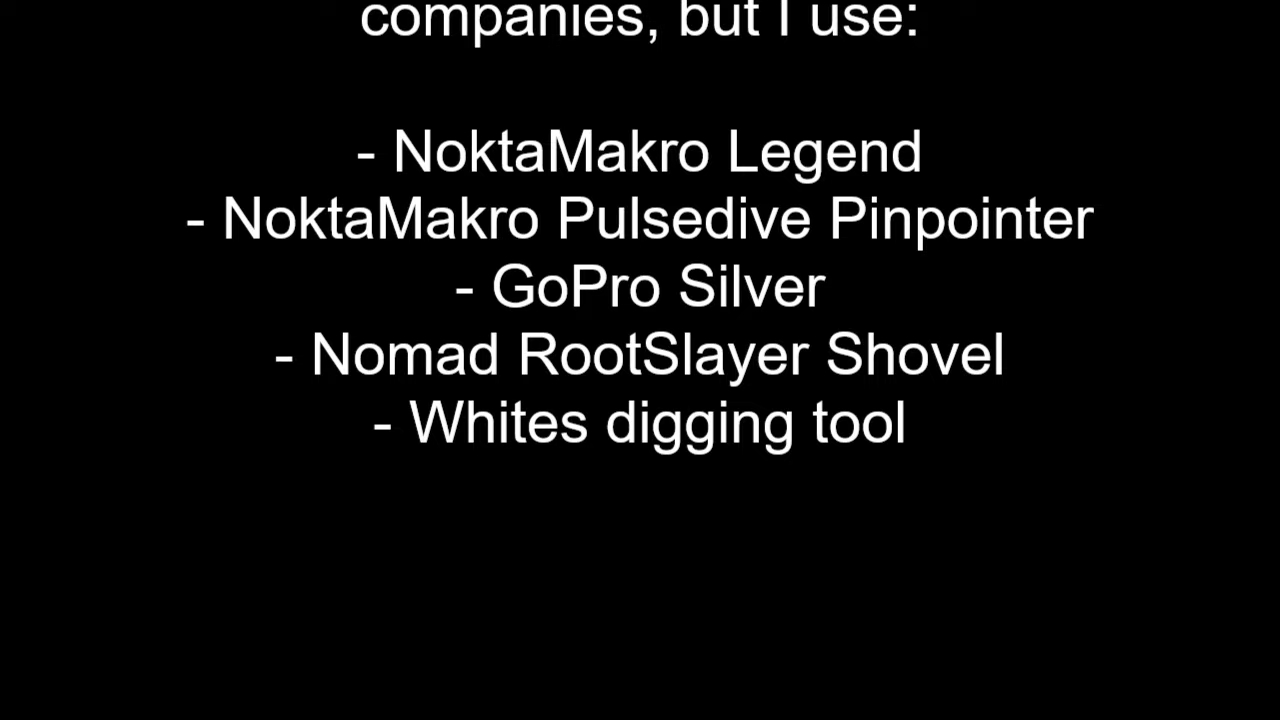 companies, but I use:
- NoktaMakro Legend
- NoktaMakro Pulsedive Pinpointer
- GoPro Silver
- Nomad RootSlayer Shovel
- Whites digging tool